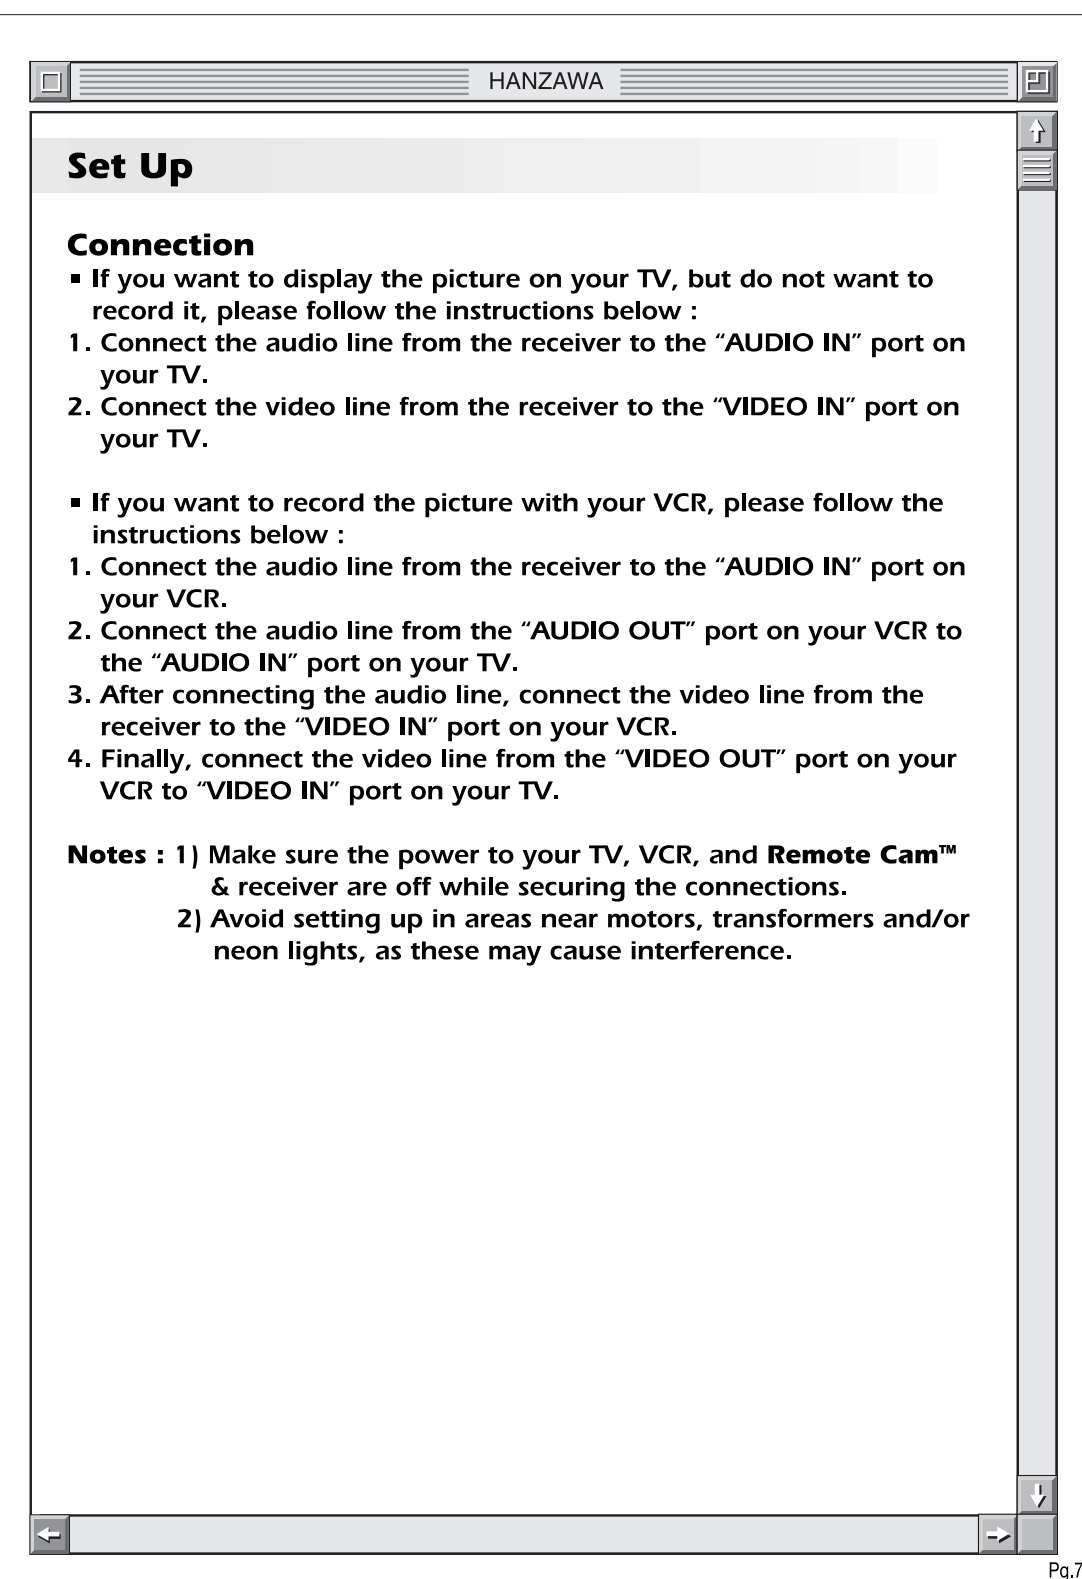 HANZAWA
Set Up
Connection
▪ If you want to display the picture on your TV, but do not want to
record it, please follow the instructions below :
1. Connect the audio line from the receiver to the “AUDIO IN” port on
your TV.
2. Connect the video line from the receiver to the “VIDEO IN” port on
your TV.
▪ If you want to record the picture with your VCR, please follow the
instructions below :
1. Connect the audio line from the receiver to the “AUDIO IN” port on
your VCR.
2. Connect the audio line from the “AUDIO OUT” port on your VCR to
the “AUDIO IN” port on your TV.
3. After connecting the audio line, connect the video line from the
receiver to the “VIDEO IN” port on your VCR.
4. Finally, connect the video line from the “VIDEO OUT” port on your
VCR to “VIDEO IN” port on your TV.
Notes : 1) Make sure the power to your TV, VCR, and Remote Cam™
& receiver are off while securing the connections.
2) Avoid setting up in areas near motors, transformers and/or
neon lights, as these may cause interference.
Pg.7